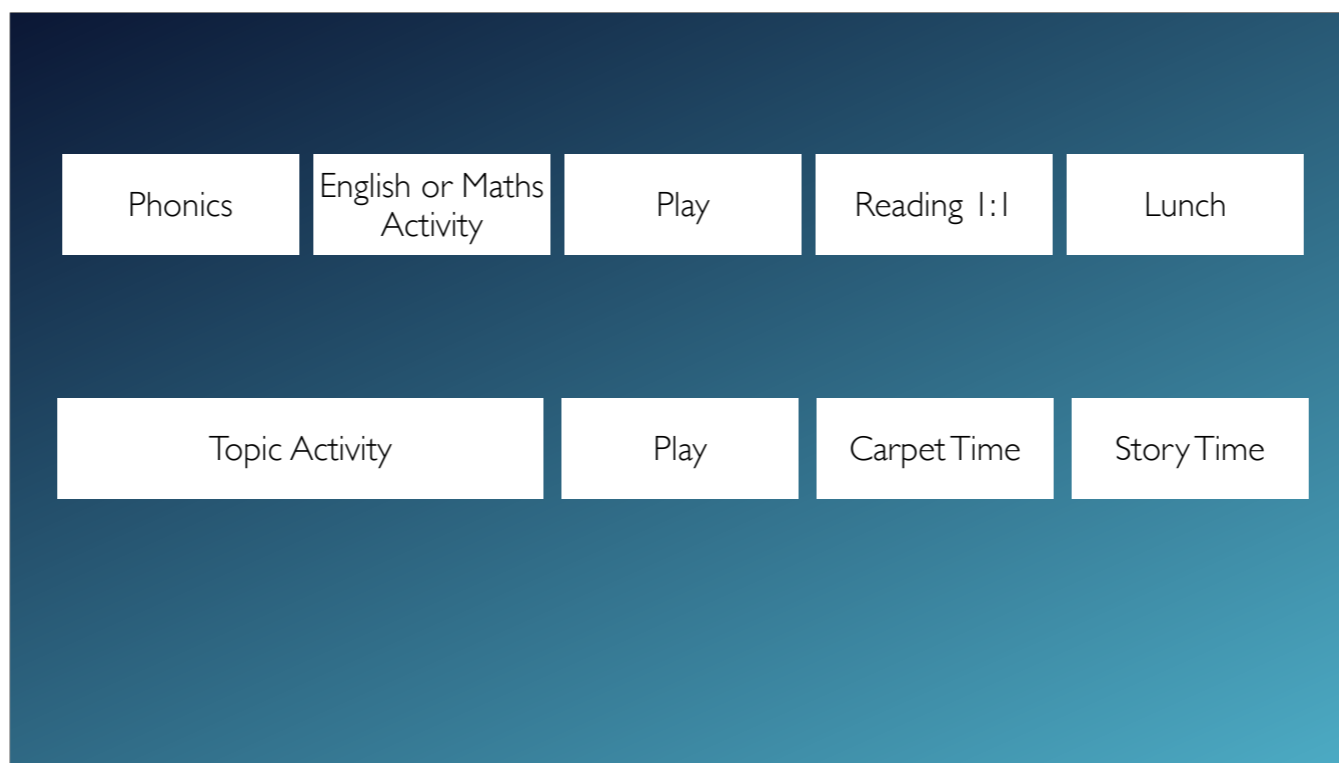 Phonics
English or Maths
Activity
Play
Reading 1:1
Lunch
Topic Activity
Play
Carpet Time
Story Time